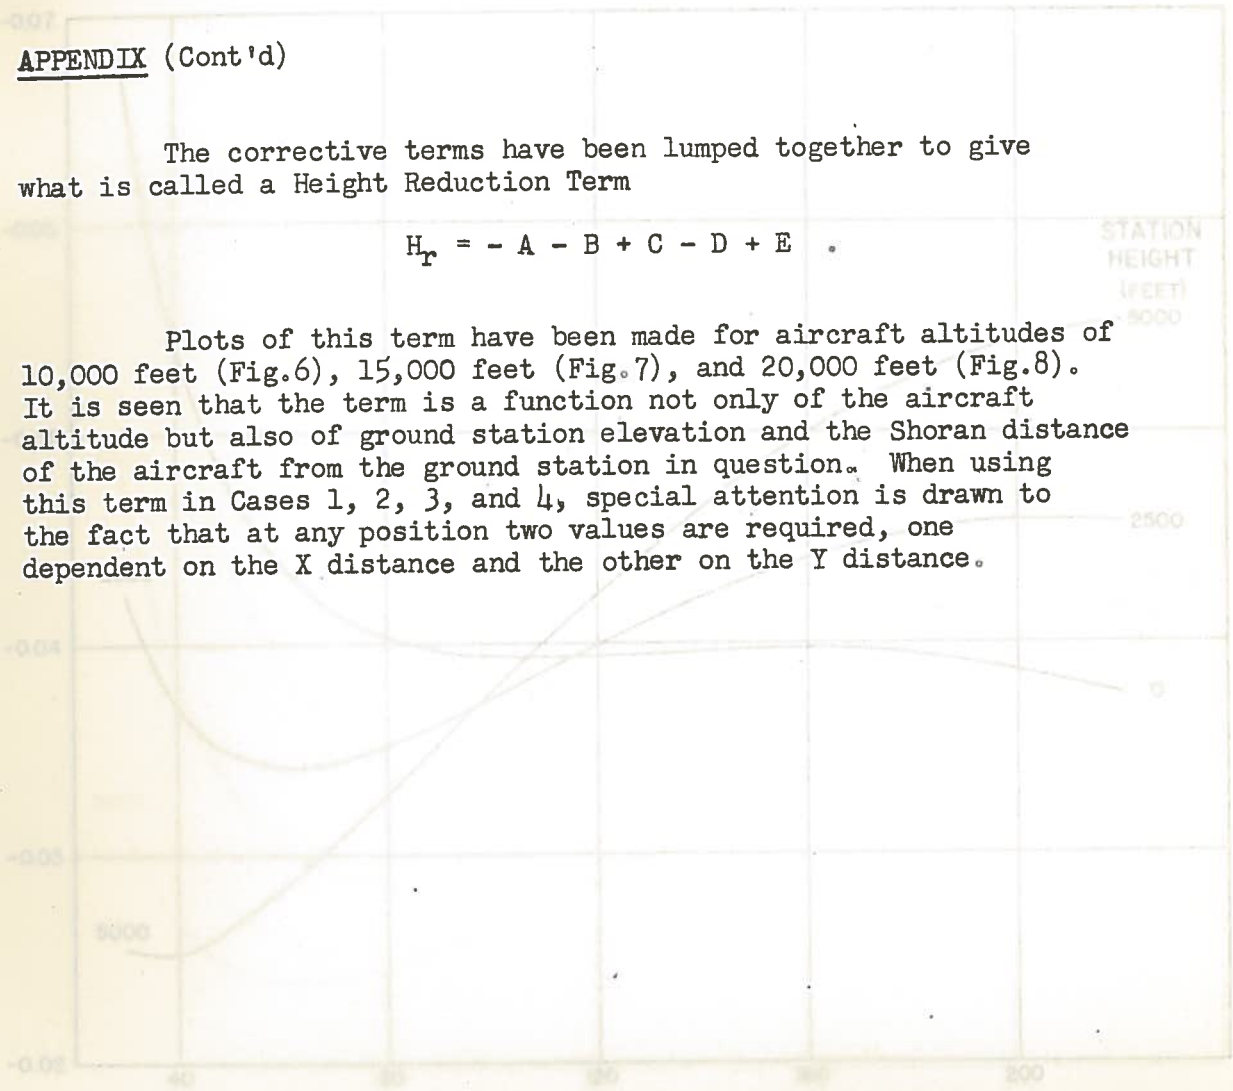 APPENDIX (Cont'd)
The corrective terms have been lumped together to give
what is called a Height Reduction Term
Hr = - A - B + C - D + E .
Plots of this term have been made for aircraft altitudes of
10,000 feet (Fig.6), 15,000 feet (Fig.7), and 20,000 feet (Fig.8).
It is seen that the term is a function not only of the aircraft
altitude but also of ground station elevation and the Shoran distance
of the aircraft from the ground station in question. When using
this term in Cases 1, 2, 3, and 4, special attention is drawn to
the fact that at any position two values are required, one
dependent on the X distance and the other on the Y distance.
-0.07
STATION
HEIGHT
(FEET)
5000
2500
-0.04
0
5000
200